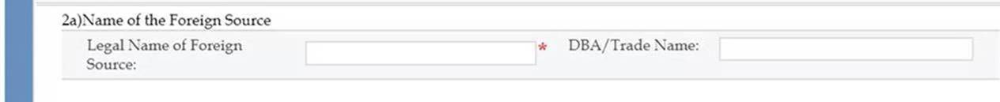 2a)Name of the Foreign Source
Legal Name of Foreign Source: * DBA/Trade Name: